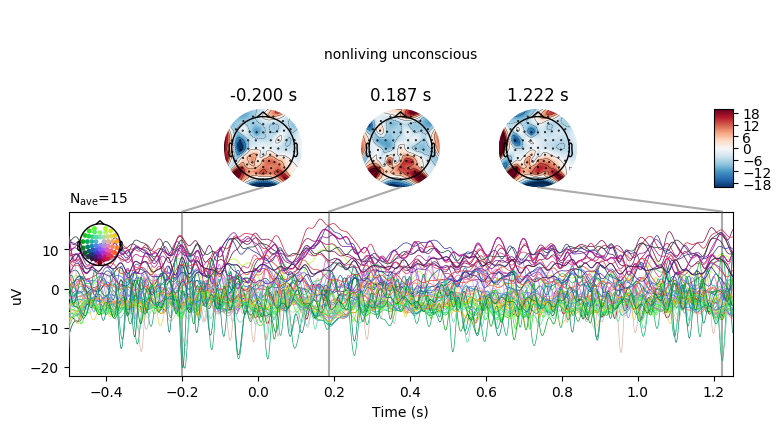 nonliving unconscious
-0.200 s 0.187 s 1.222 s
18
12
6
0
−6
−12
−18
Nave=15
10
0
−10
−20
uV
−0.4 −0.2 0.0 0.2 0.4 0.6 0.8 1.0 1.2
Time (s)